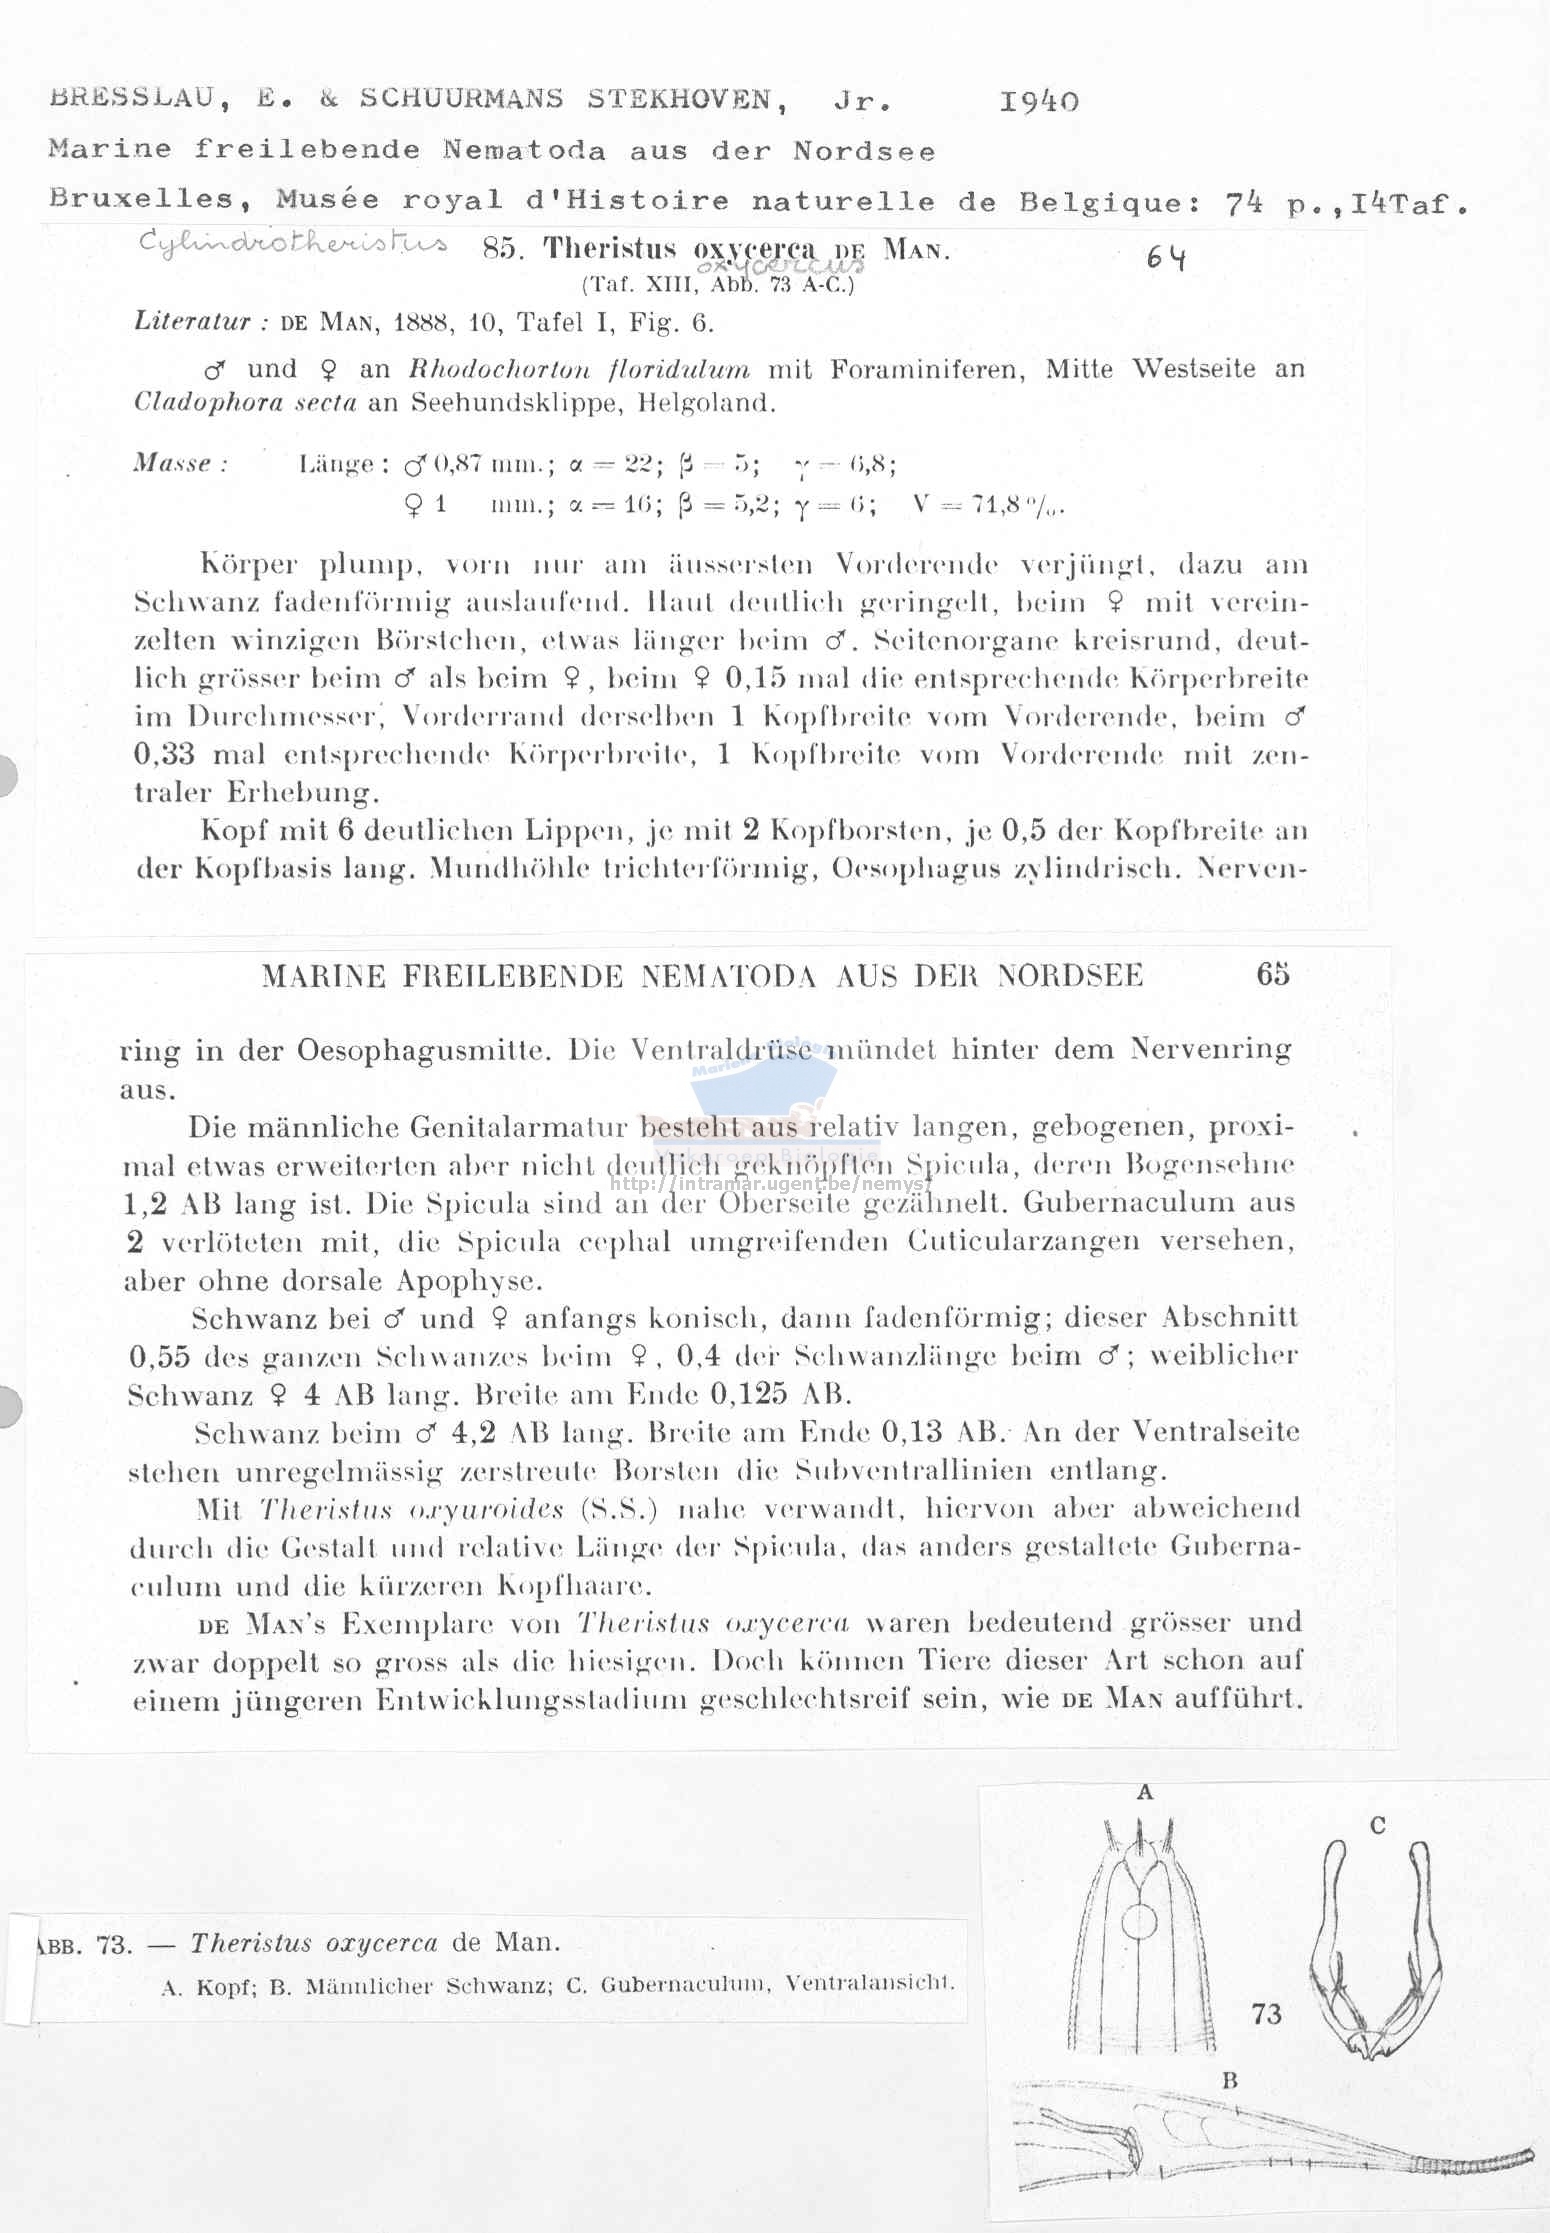 BRESSLAU, E. & SCHUURMANS STEKHOVEN, Jr. I940
Marine freilebende Nematoda aus der Nordsee
Bruxelles, Musée royal d'Histoire naturelle de Belgique: 74 p.,I4Taf.
Cylindrotheristus 85. Theristus oxycerca DE MAN. 64
oxycercus
(Taf. XIII, Abb. 73 A-C.)
Literatur : DE MAN, 1888, 10, Tafel I, Fig. 6.
♂ und ♀ an Rhodochorton floridulum mit Foraminiferen, Mitte Westseite an
Cladophora secta an Seehundsklippe, Helgoland.
Masse : Länge : ♂ 0,87 mm.; α = 22; β = 5; γ = 6,8;
♀ 1 mm.; α = 16; β = 5,2; γ = 6; V = 71,8 %.
Körper plump, vorn nur am äussersten Vorderende verjüngt, dazu am
Schwanz fadenförmig auslaufend. Haut deutlich geringelt, beim ♀ mit verein-
zelten winzigen Börstchen, etwas länger beim ♂. Seitenorgane kreisrund, deut-
lich grösser beim ♂ als beim ♀, beim ♀ 0,15 mal die entsprechende Körperbreite
im Durchmesser, Vorderrand derselben 1 Kopfbreite vom Vorderende, beim ♂
0,33 mal entsprechende Körperbreite, 1 Kopfbreite vom Vorderende mit zen-
traler Erhebung.
Kopf mit 6 deutlichen Lippen, je mit 2 Kopfborsten, je 0,5 der Kopfbreite an
der Kopfbasis lang. Mundhöhle trichterförmig, Oesophagus zylindrisch. Nerven-
MARINE FREILEBENDE NEMATODA AUS DER NORDSEE 65
ring in der Oesophagusmitte. Die Ventraldrüse mündet hinter dem Nervenring
aus.
Die männliche Genitalarmatur besteht aus relativ langen, gebogenen, proxi-
mal etwas erweiterten aber nicht deutlich geknöpften Spicula, deren Bogensehne
http://intramar.ugent.be/nemys/
1,2 AB lang ist. Die Spicula sind an der Oberseite gezähnelt. Gubernaculum aus
2 verlöteten mit, die Spicula cephal umgreifenden Cuticularzangen versehen,
aber ohne dorsale Apophyse.
Schwanz bei ♂ und ♀ anfangs konisch, dann fadenförmig; dieser Abschnitt
0,55 des ganzen Schwanzes beim ♀, 0,4 der Schwanzlänge beim ♂; weiblicher
Schwanz ♀ 4 AB lang. Breite am Ende 0,125 AB.
Schwanz beim ♂ 4,2 AB lang. Breite am Ende 0,13 AB. An der Ventralseite
stehen unregelmässig zerstreute Borsten die Subventrallinien entlang.
Mit Theristus oxyuroides (S.S.) nahe verwandt, hiervon aber abweichend
durch die Gestalt und relative Länge der Spicula, das anders gestaltete Guberna-
culum und die kürzeren Kopfhaare.
DE MAN's Exemplare von Theristus oxycerca waren bedeutend grösser und
zwar doppelt so gross als die hiesigen. Doch können Tiere dieser Art schon auf
einem jüngeren Entwicklungsstadium geschlechtsreif sein, wie DE MAN aufführt.
A
C
ABB. 73. — Theristus oxycerca de Man.
A. Kopf; B. Männlicher Schwanz; C. Gubernaculum, Ventralansicht.
73
B